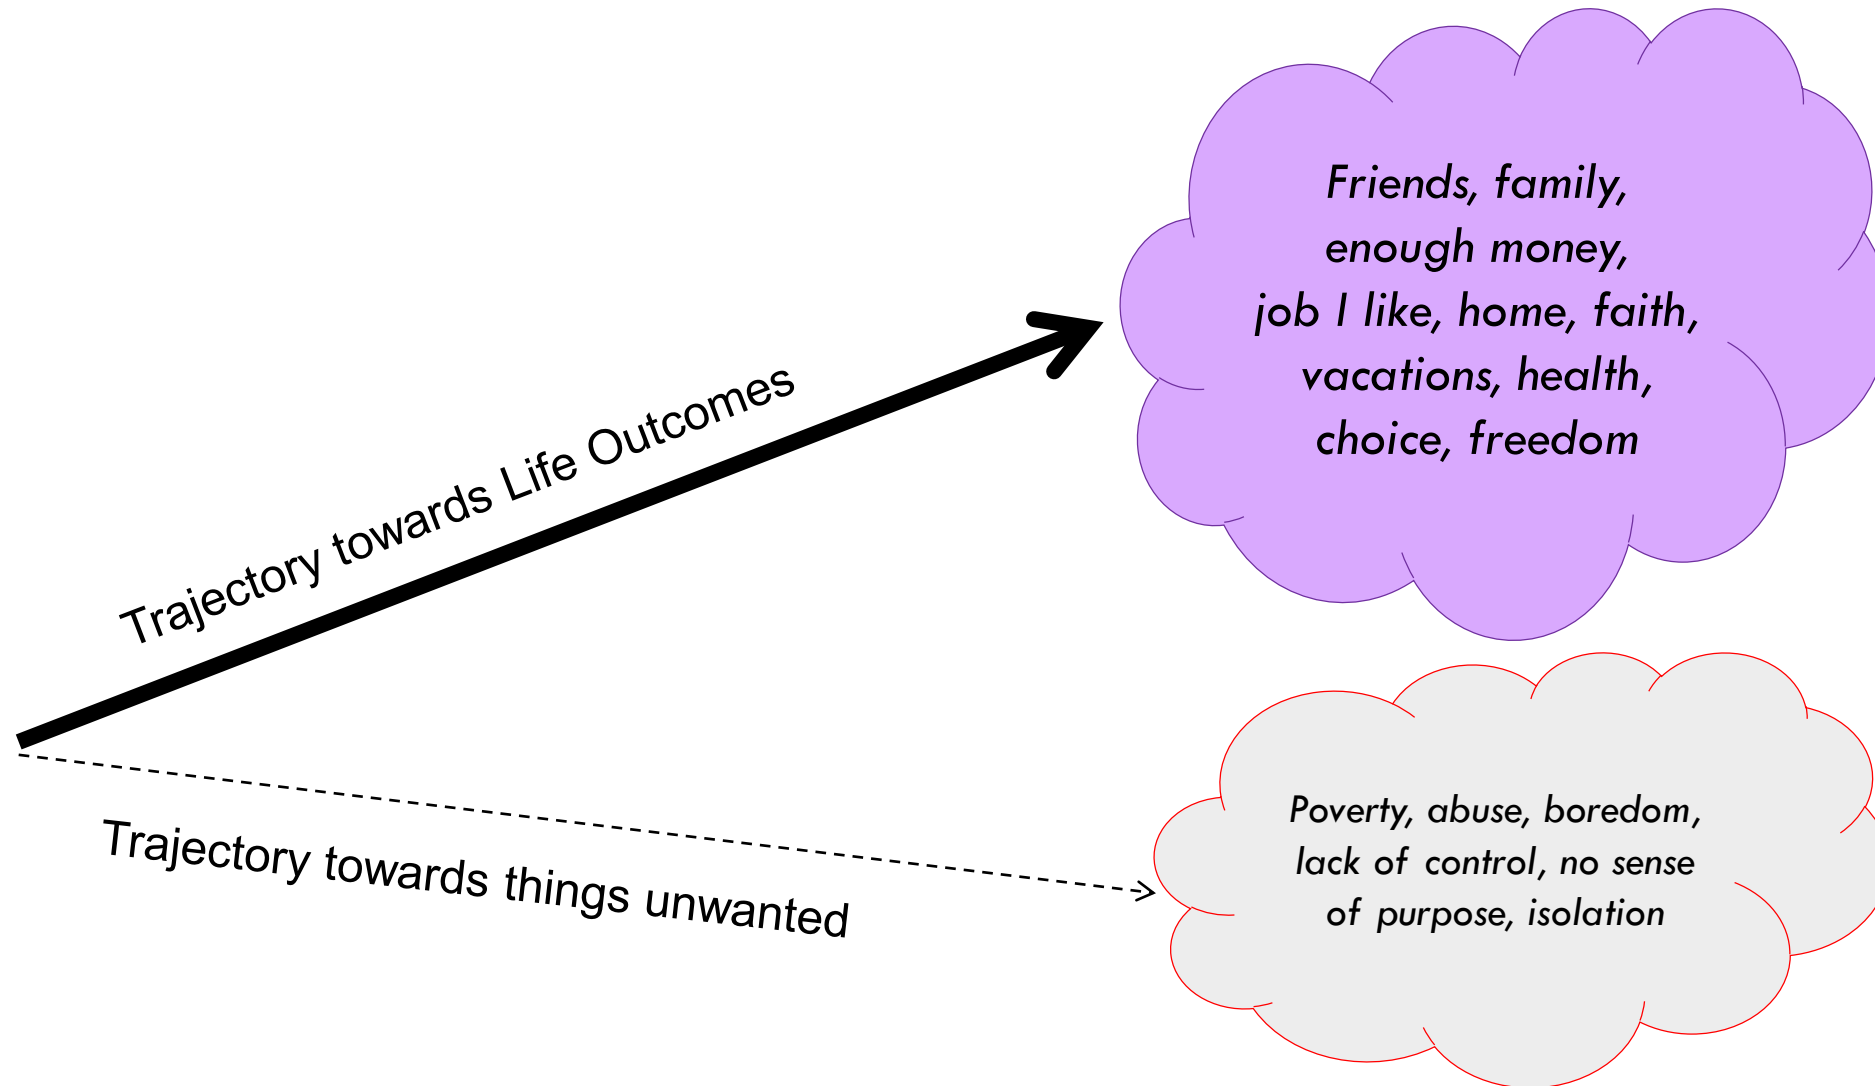 Friends, family,
enough money,
job I like, home, faith,
vacations, health,
choice, freedom
Trajectory towards Life Outcomes
Trajectory towards things unwanted
Poverty, abuse, boredom,
lack of control, no sense
of purpose, isolation